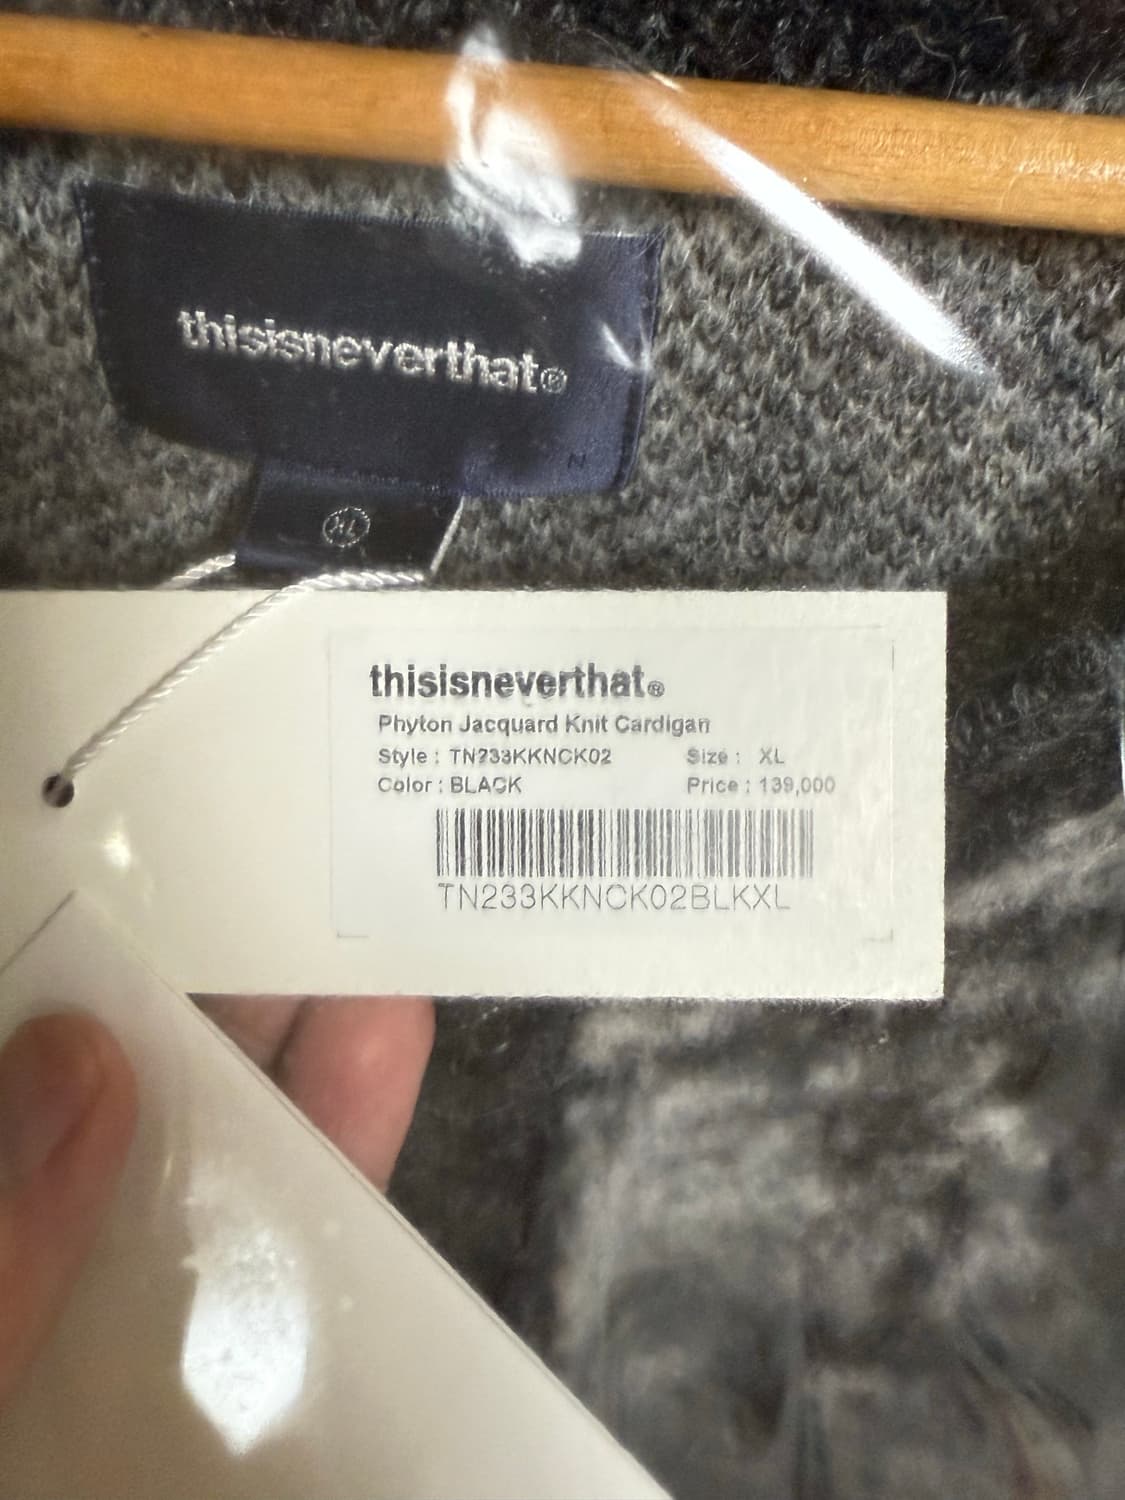 thisisneverthat®
XL
thisisneverthat®
Phyton Jacquard Knit Cardigan
Style : TN233KKNCK02 Size : XL
Color : BLACK Price : 139,000
TN233KKNCK02BLKXL